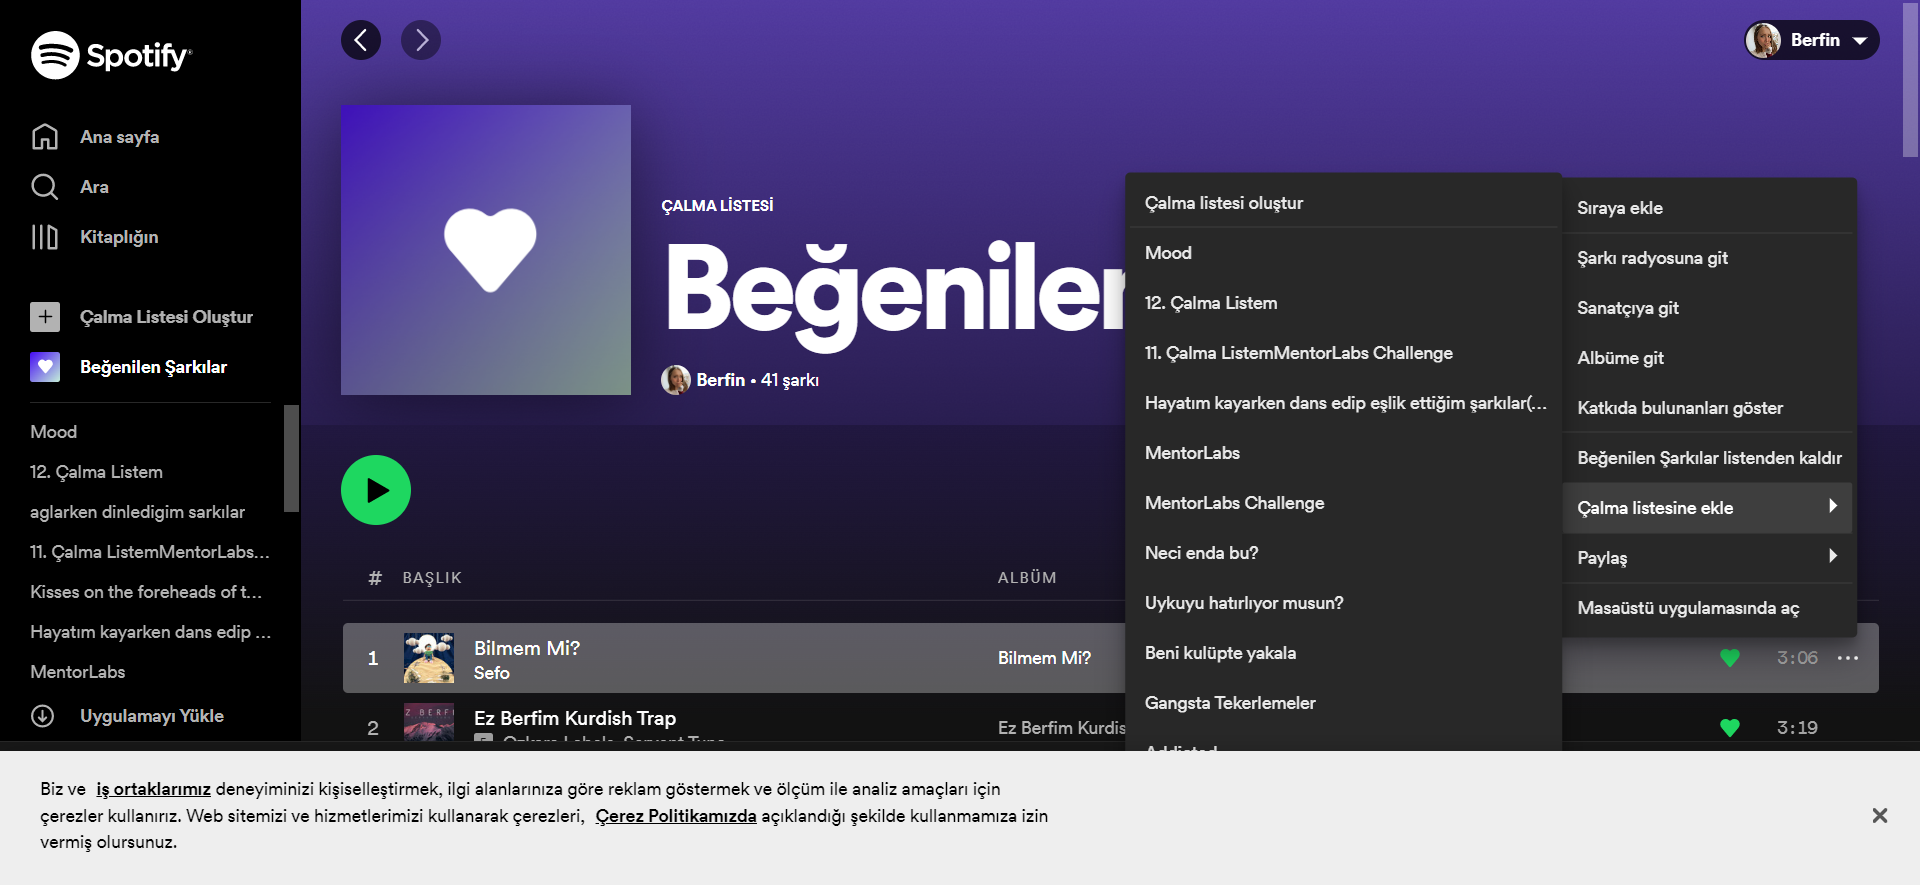 Spotify
Ana sayfa
Ara
Kitaplığın
Çalma Listesi Oluştur
Beğenilen Şarkılar
Mood
12. Çalma Listem
aglarken dinledigim sarkılar
11. Çalma ListemMentorLabs...
Kisses on the foreheads of t...
Hayatım kayarken dans edip ...
MentorLabs
Uygulamayı Yükle
Berfin
ÇALMA LİSTESİ
Beğeniler
Berfin • 41 şarkı
# BAŞLIK ALBÜM
1 Bilmem Mi? Bilmem Mi? 3:06
Sefo
2 Ez Berfim Kurdish Trap Ez Berfim Kurdis 3:19
Çalma listesi oluştur
Mood
12. Çalma Listem
11. Çalma ListemMentorLabs Challenge
Hayatım kayarken dans edip eşlik ettiğim şarkılar(...
MentorLabs
MentorLabs Challenge
Neci enda bu?
Uykuyu hatırlıyor musun?
Beni kulüpte yakala
Gangsta Tekerlemeler
Addicted
Sıraya ekle
Şarkı radyosuna git
Sanatçıya git
Albüme git
Katkıda bulunanları göster
Beğenilen Şarkılar listenden kaldır
Çalma listesine ekle
Paylaş
Masaüstü uygulamasında aç
Biz ve iş ortaklarımız deneyiminizi kişiselleştirmek, ilgi alanlarınıza göre reklam göstermek ve ölçüm ile analiz amaçları için
çerezler kullanırız. Web sitemizi ve hizmetlerimizi kullanarak çerezleri, Çerez Politikamızda açıklandığı şekilde kullanmamıza izin
vermiş olursunuz.